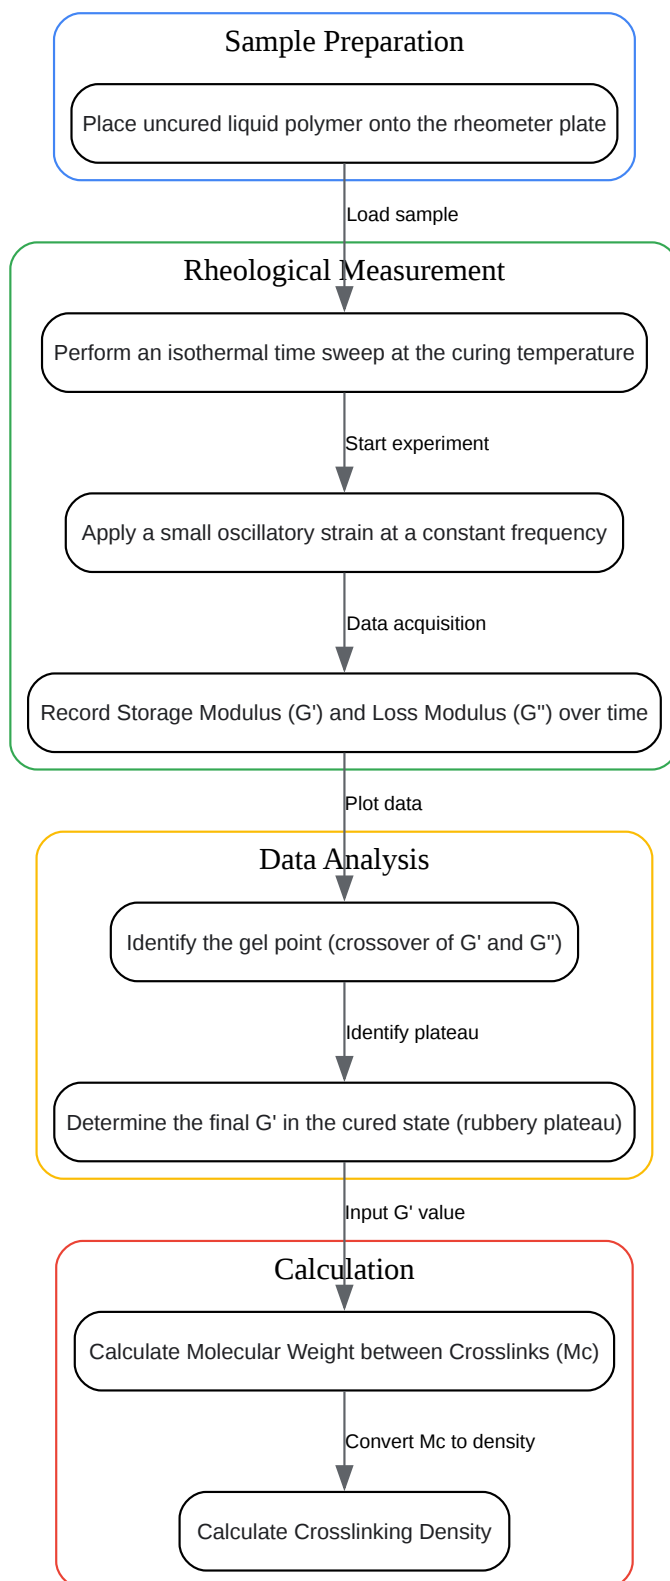 Sample Preparation
Place uncured liquid polymer onto the rheometer plate
Load sample
Rheological Measurement
Perform an isothermal time sweep at the curing temperature
Start experiment
Apply a small oscillatory strain at a constant frequency
Data acquisition
Record Storage Modulus (G') and Loss Modulus (G'') over time
Plot data
Data Analysis
Identify the gel point (crossover of G' and G'')
Identify plateau
Determine the final G' in the cured state (rubbery plateau)
Input G' value
Calculation
Calculate Molecular Weight between Crosslinks (Mc)
Convert Mc to density
Calculate Crosslinking Density